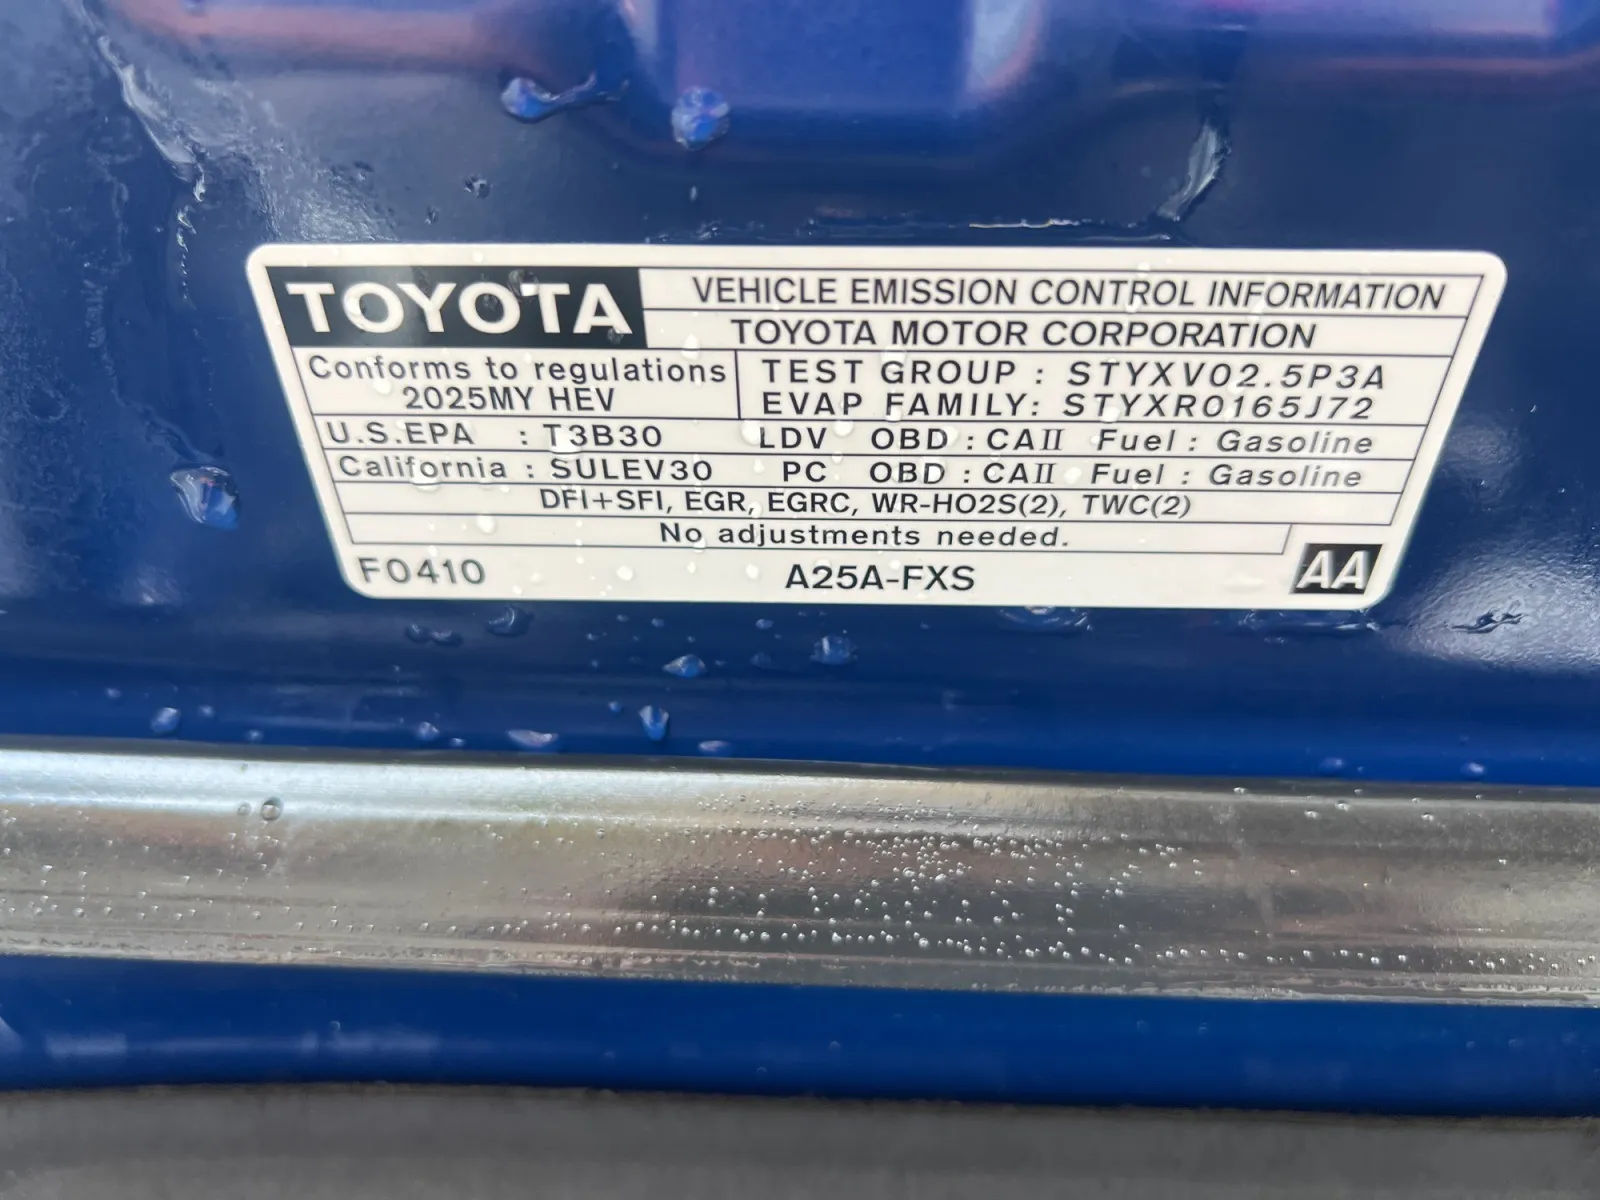 TOYOTA
VEHICLE EMISSION CONTROL INFORMATION
TOYOTA MOTOR CORPORATION
Conforms to regulations
2025MY HEV
TEST GROUP : STYXV02.5P3A
EVAP FAMILY: STYXR0165J72
U.S.EPA : T3B30 LDV OBD : CAII Fuel : Gasoline
California : SULEV30 PC OBD : CAII Fuel : Gasoline
DFI+SFI, EGR, EGRC, WR-HO2S(2), TWC(2)
No adjustments needed.
F0410 A25A-FXS AA